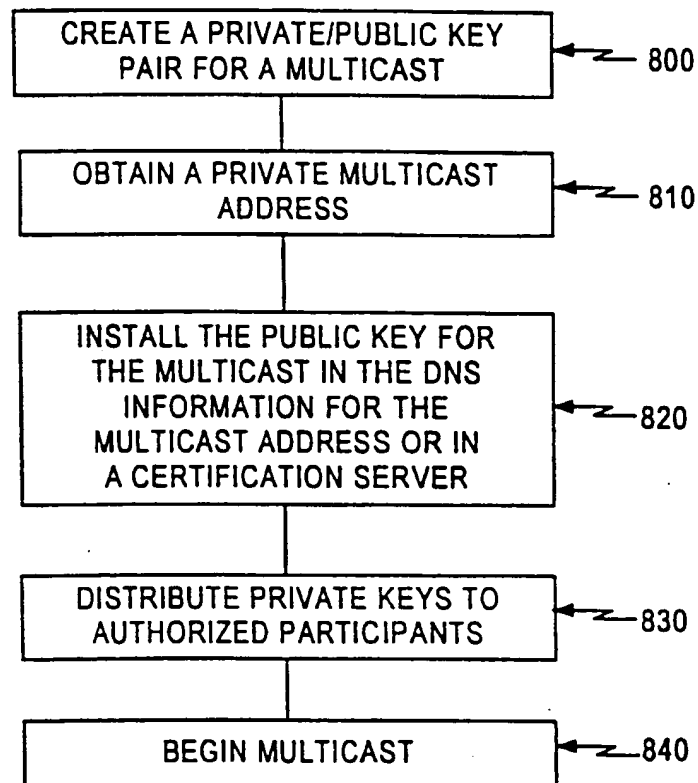 CREATE A PRIVATE/PUBLIC KEY
PAIR FOR A MULTICAST
800
OBTAIN A PRIVATE MULTICAST
ADDRESS
810
INSTALL THE PUBLIC KEY FOR
THE MULTICAST IN THE DNS
INFORMATION FOR THE
MULTICAST ADDRESS OR IN
A CERTIFICATION SERVER
820
DISTRIBUTE PRIVATE KEYS TO
AUTHORIZED PARTICIPANTS
830
BEGIN MULTICAST
840